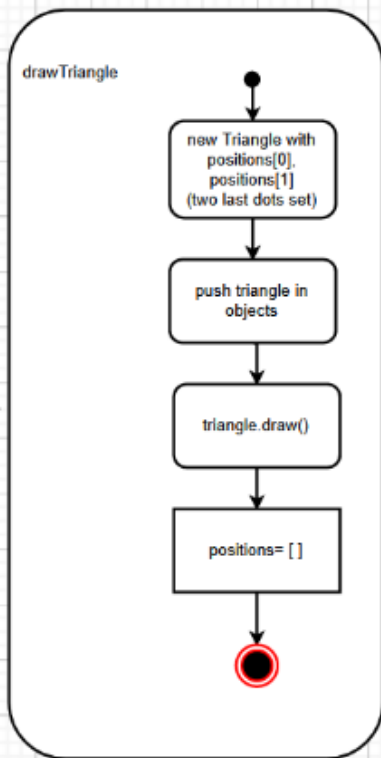 drawTriangle
new Triangle with
positions[0],
positions[1]
(two last dots set)
push triangle in
objects
triangle.draw()
positions= [ ]